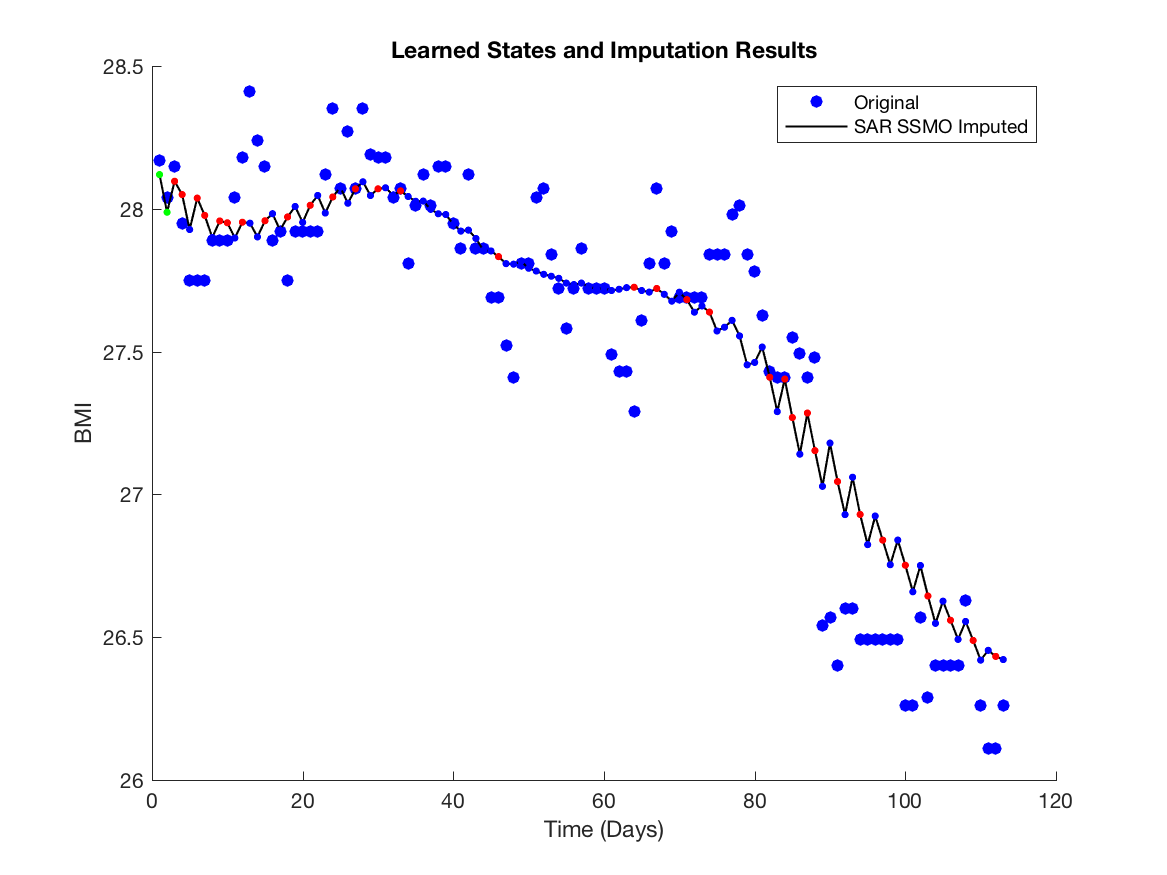 Learned States and Imputation Results
28.5
Original
SAR SSMO Imputed
28
27.5
BMI
27
26.5
26
0 20 40 60 80 100 120
Time (Days)